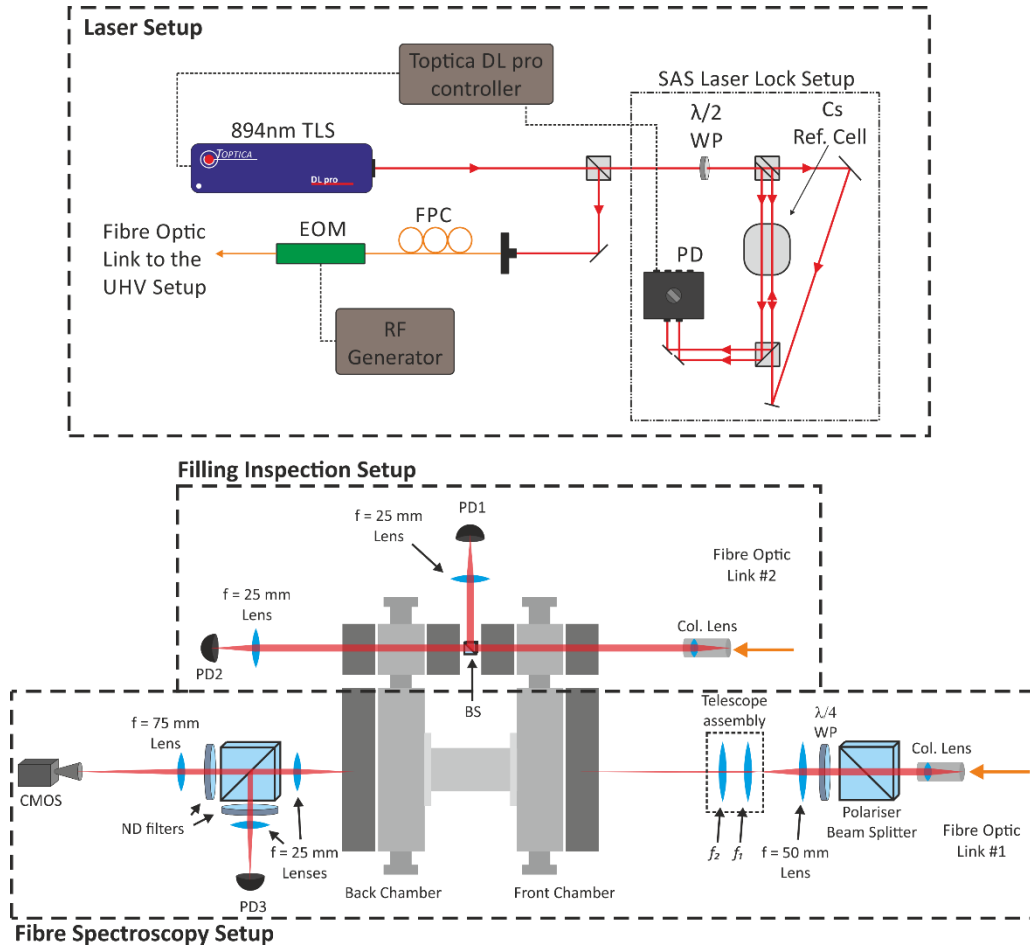 Laser Setup
Toptica DL pro
controller
SAS Laser Lock Setup
λ/2
WP
Cs
Ref. Cell
894nm TLS
TOPTICA
DL pro
FPC
EOM
Fibre Optic
Link to the
UHV Setup
PD
RF
Generator
Filling Inspection Setup
PD1
f = 25 mm
Lens
Fibre Optic
Link #2
f = 25 mm
Lens
Col. Lens
PD2
BS
Telescope
assembly
λ/4
WP
f = 75 mm
Lens
Col. Lens
CMOS
ND filters
f = 25 mm
Lenses
PD3
Back Chamber
Front Chamber
f₂
f₁
f = 50 mm
Lens
Polariser
Beam Splitter
Fibre Optic
Link #1
Fibre Spectroscopy Setup